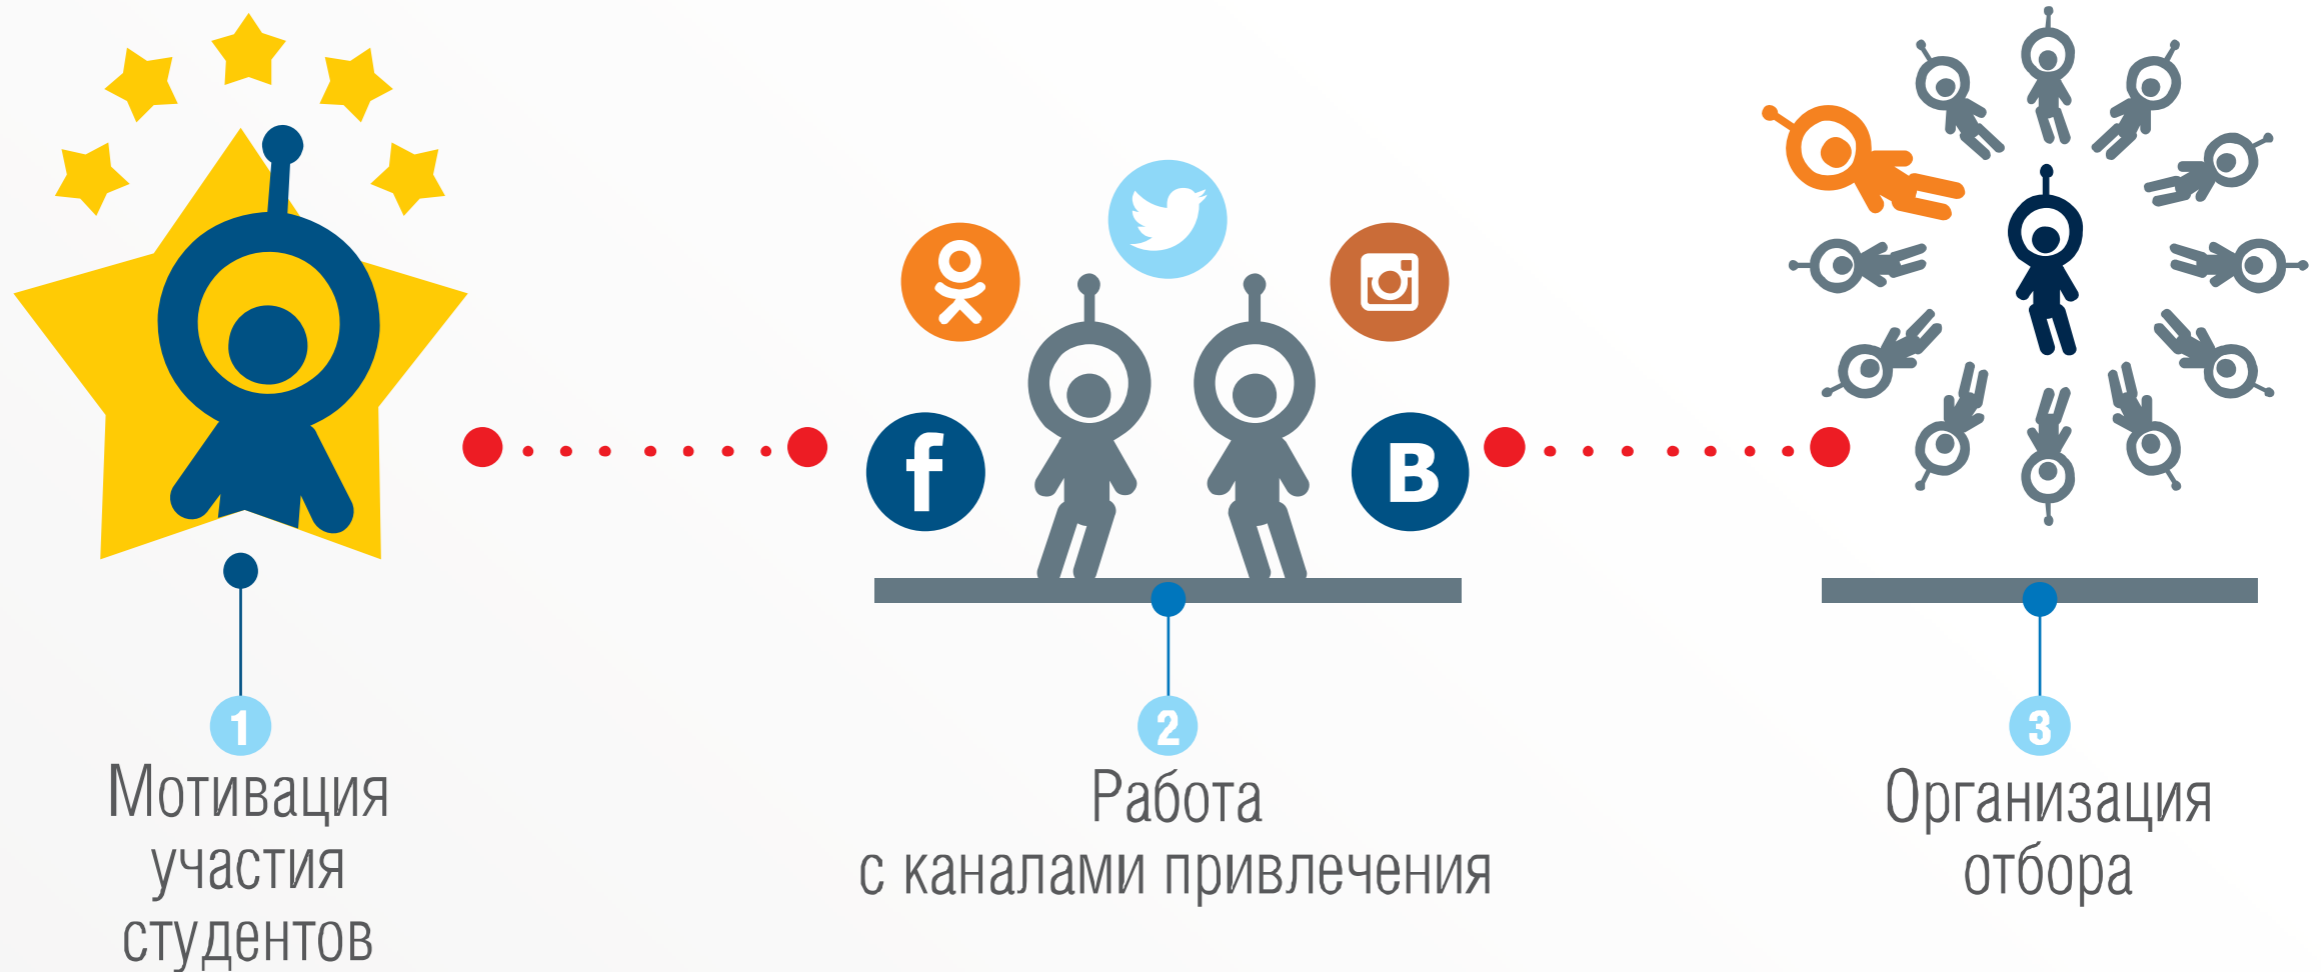 f
B
1
Мотивация
участия
студентов
2
Работа
с каналами привлечения
3
Организация
отбора